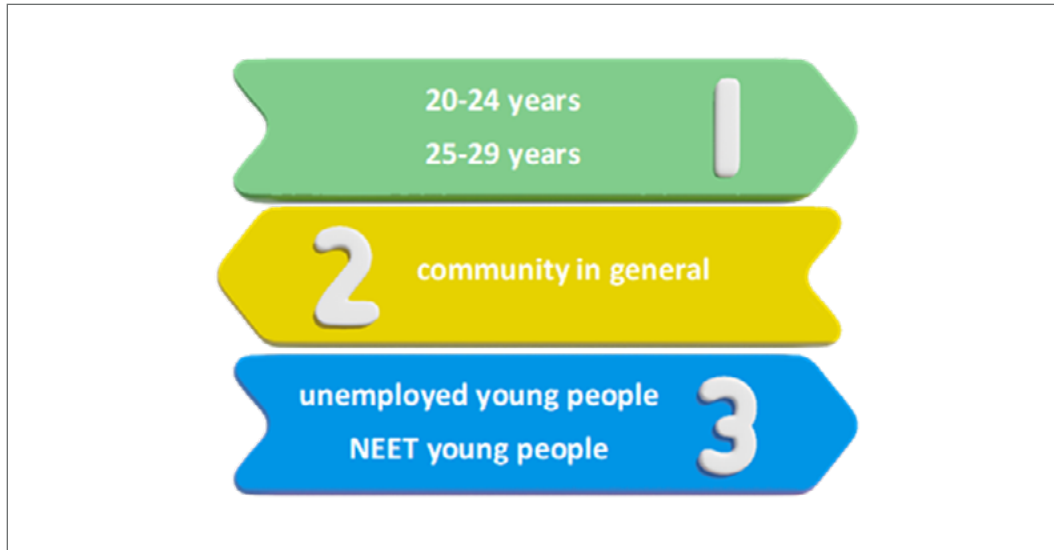 20-24 years
25-29 years
1
2
community in general
unemployed young people
NEET young people
3